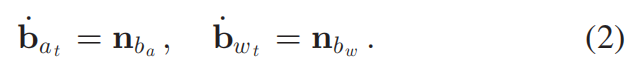 ḃ_{a_t} = n_{b_a} , ḃ_{w_t} = n_{b_w} . (2)